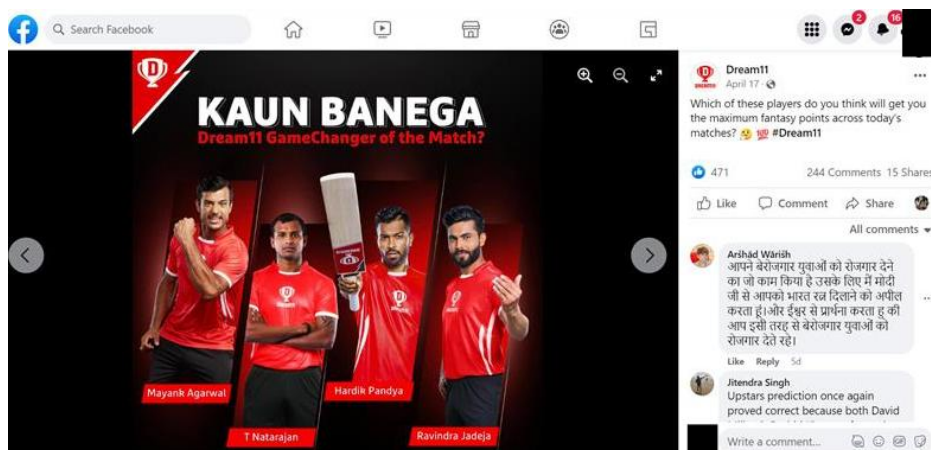 Search Facebook
2
16
D
KAUN BANEGA
Dream11 GameChanger of the Match?
Mayank Agarwal
T Natarajan
Hardik Pandya
Ravindra Jadeja
Dream11
April 17 ·
Which of these players do you think will get you
the maximum fantasy points across today's
matches? 🤔 💯 #Dream11
471
244 Comments 15 Shares
Like Comment Share
All comments
Arshad Wārish
आपने बेरोजगार युवाओं को रोजगार देने
का जो काम किया है उसके लिए में मोदी
जी से आपको भारत रत्न दिलाने को अपील
करता हूं।और ईश्वर से प्रार्थना करता हू की
आप इसी तरह से बेरोजगार युवाओं को
रोजगार देते रहे।
Like Reply 5d
Jitendra Singh
Upstars prediction once again
proved correct because both David
Write a comment...
GIF